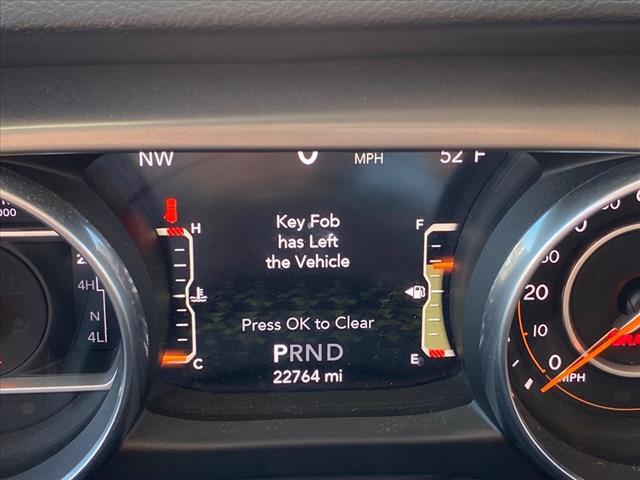 NW 0 MPH 52 F
H
Key Fob
has Left
the Vehicle
F
4H
N
4L
Press OK to Clear
C
PRND
E
22764 mi
20
10
0
MPH